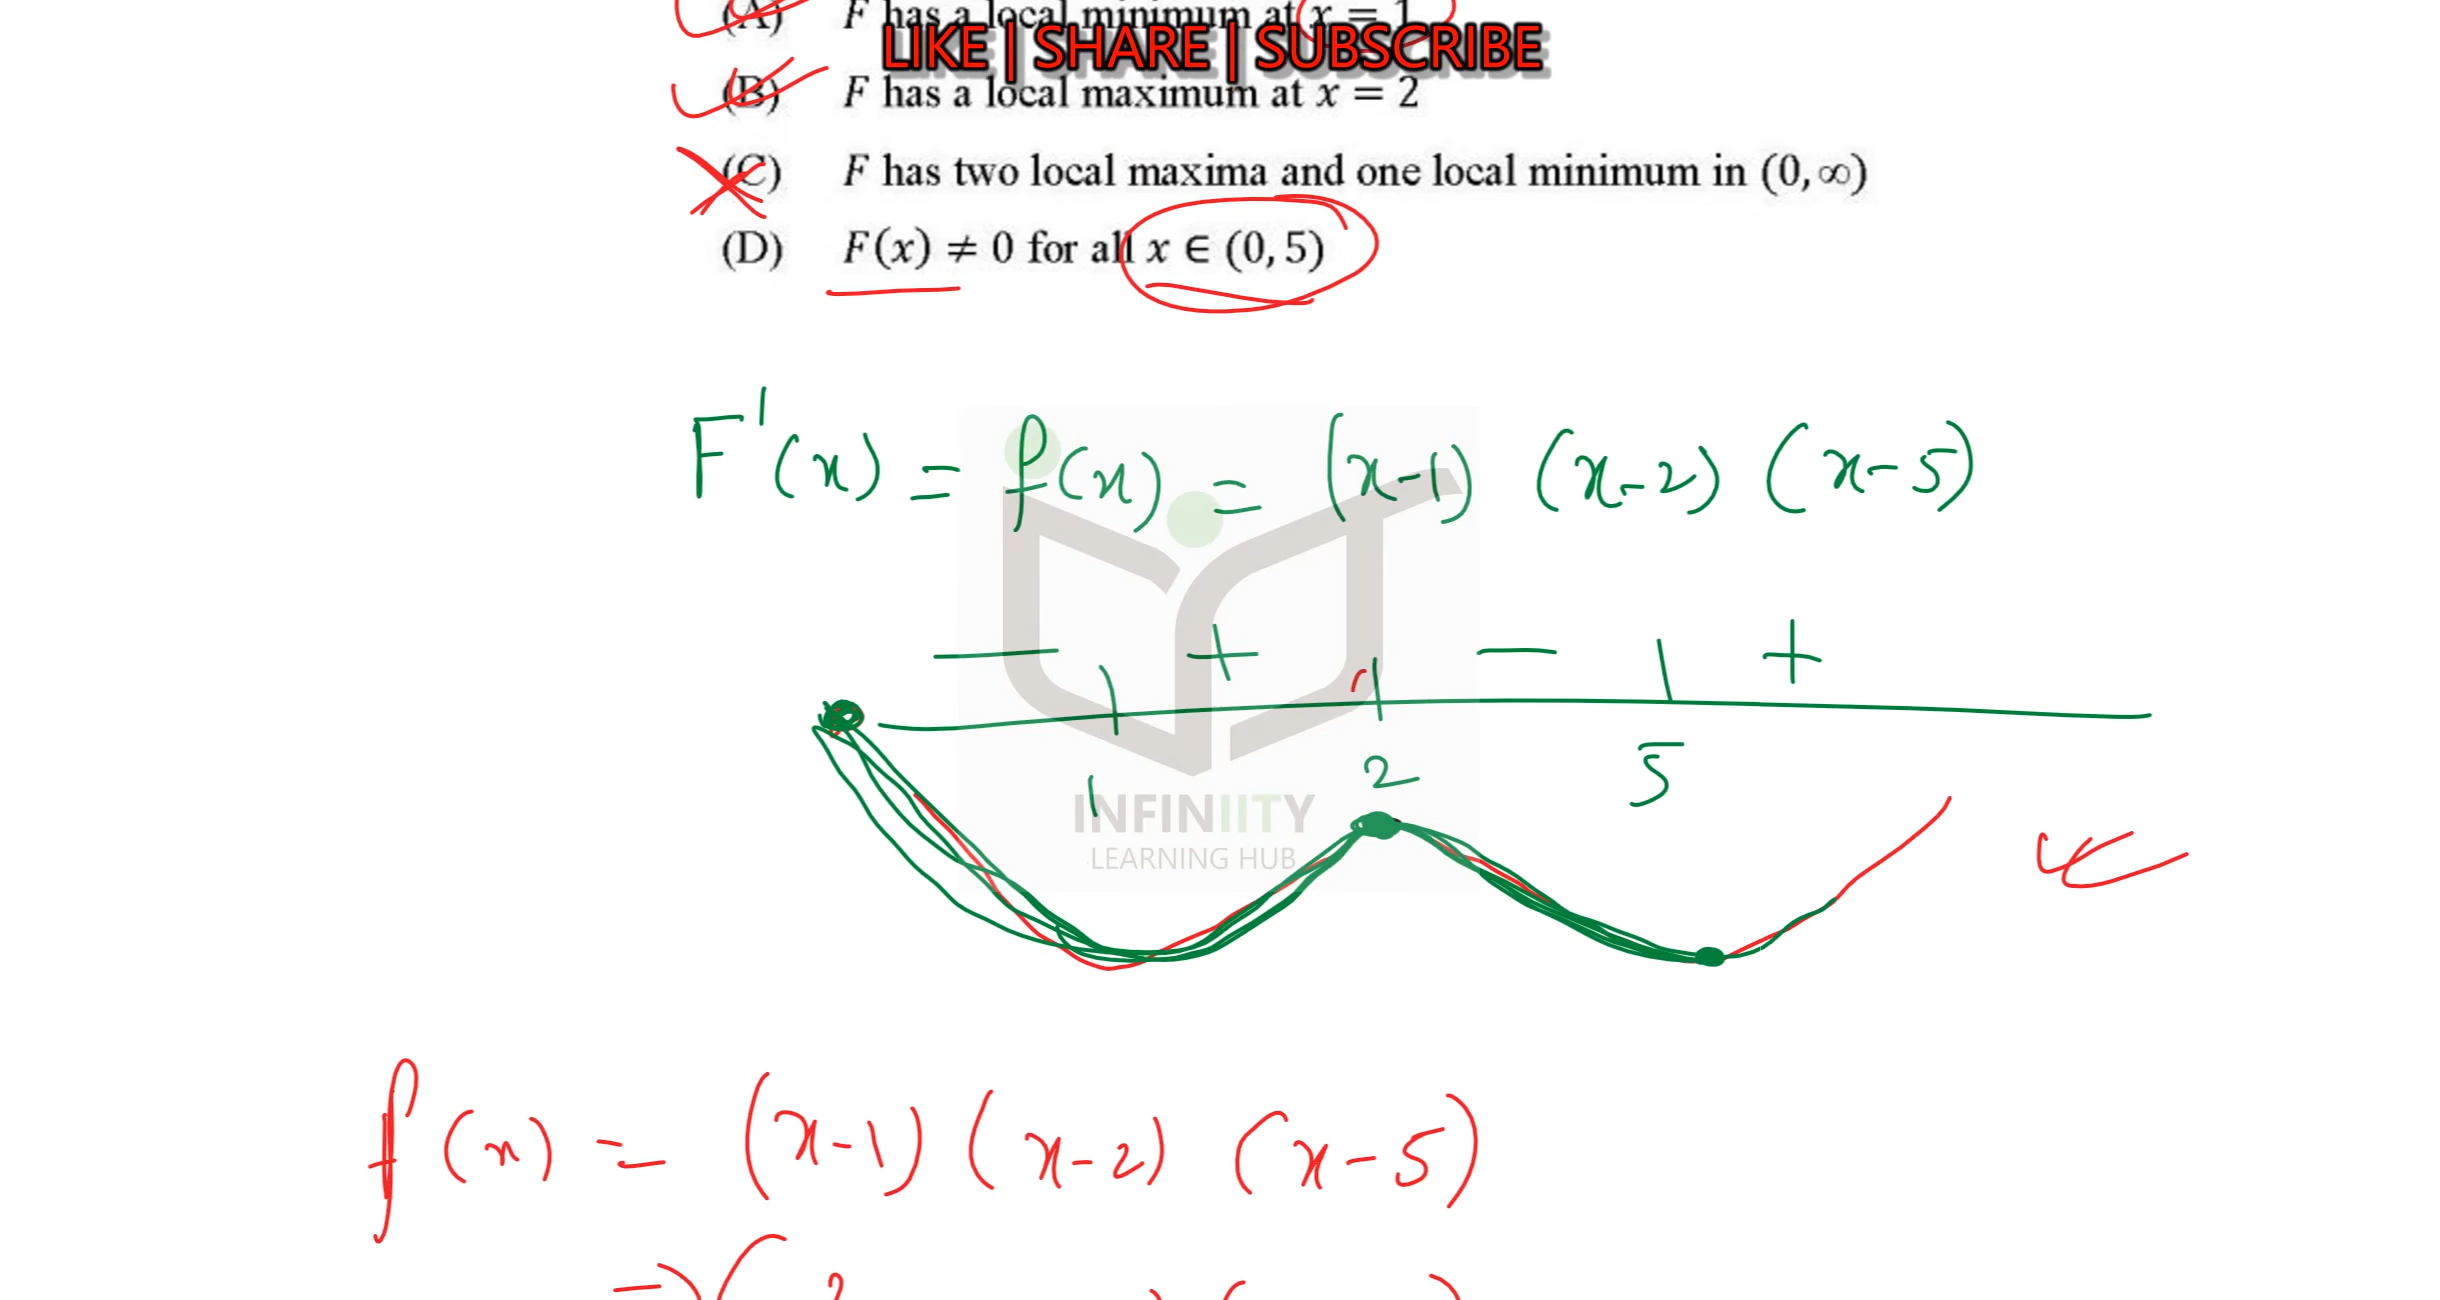 (A) F has a local minimum at x = 1
LIKE | SHARE | SUBSCRIBE
(B) F has a local maximum at x = 2
(C) F has two local maxima and one local minimum in (0, ∞)
(D) F(x) ≠ 0 for all x ∈ (0, 5)
F'(x) = f(x) = (x-1) (x-2) (x-5)
− + − +
1 2 5
INFINIITY
LEARNING HUB
f(x) = (x-1) (x-2) (x-5)